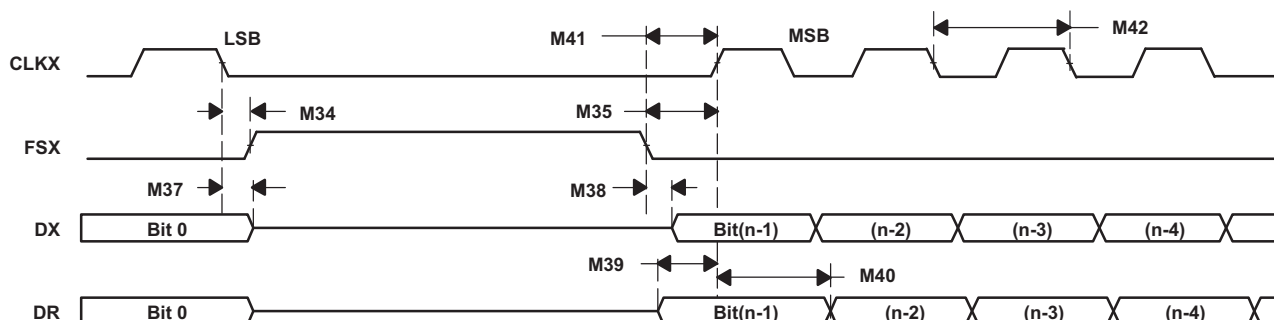 LSB M41 MSB M42
CLKX
M34 M35
FSX
M37 M38
DX Bit 0 Bit(n-1) (n-2) (n-3) (n-4)
M39 M40
DR Bit 0 Bit(n-1) (n-2) (n-3) (n-4)